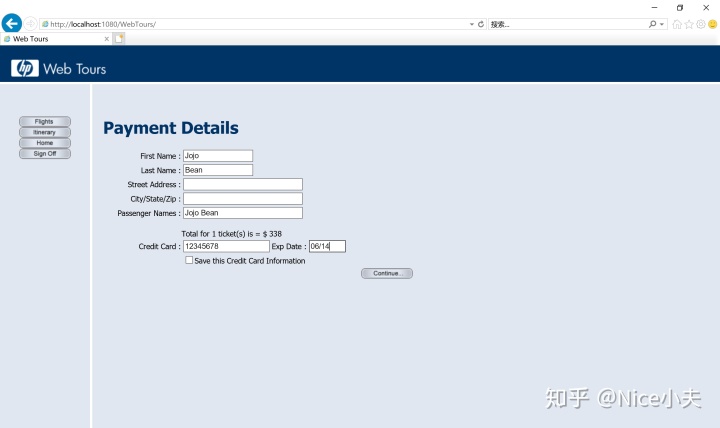 http://localhost:1080/WebTours/
搜索...
Web Tours
hp Web Tours
Flights
Itinerary
Home
Sign Off
Payment Details
First Name : Jojo
Last Name : Bean
Street Address :
City/State/Zip :
Passenger Names : Jojo Bean
Total for 1 ticket(s) is = $ 338
Credit Card : 12345678 Exp Date : 06/14
Save this Credit Card Information
Continue...
知乎 @Nice小夫